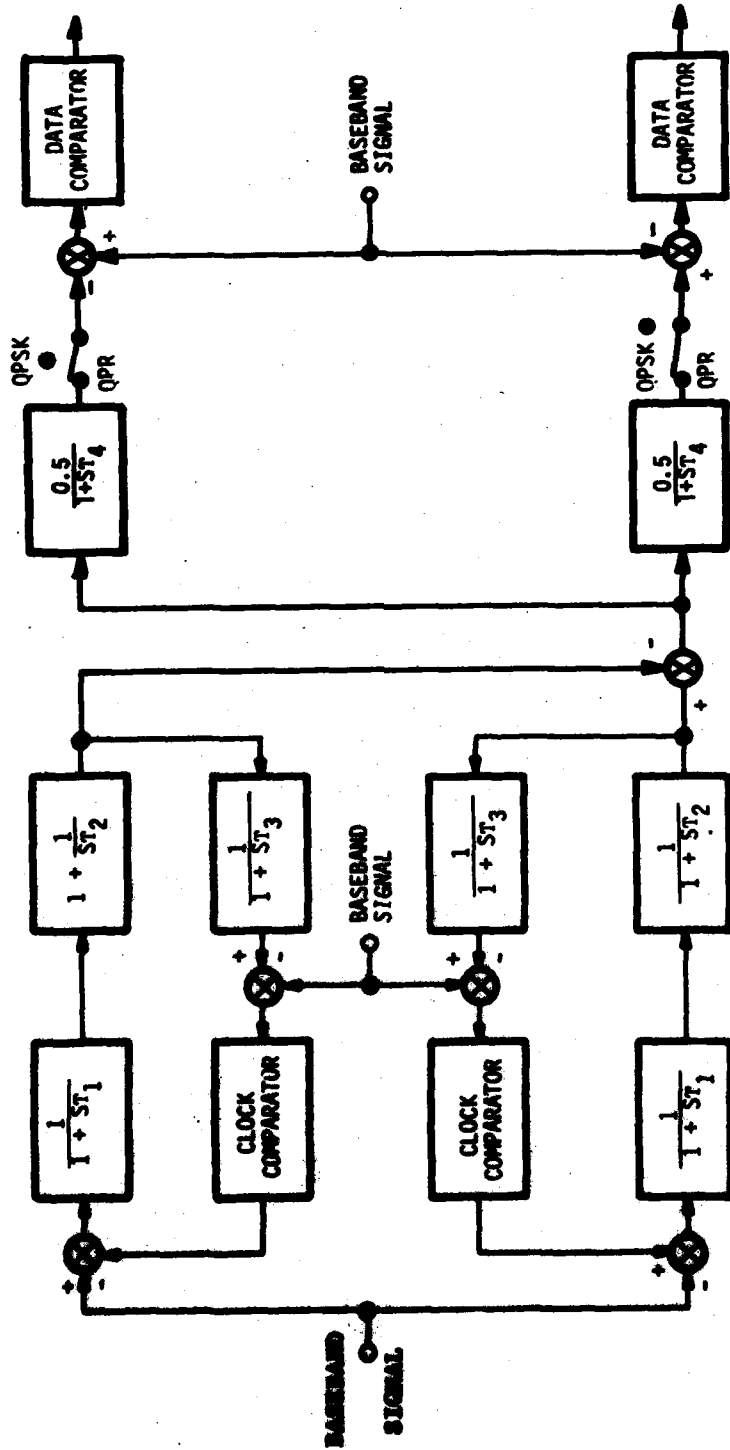 +
-
1
1 + ST₁
1 + 1
ST₂
0.5
1+ST₄
QPSK
QPR
-
+
DATA
COMPARATOR
CLOCK
COMPARATOR
+
-
1
1 + ST₃
BASEBAND
SIGNAL
BASEBAND
SIGNAL
BASEBAND
SIGNAL
CLOCK
COMPARATOR
+
-
1
1 + ST₃
+
-
1
1 + ST₁
1
1 + ST₂
+
-
0.5
1+ST₄
QPSK
QPR
+
-
DATA
COMPARATOR